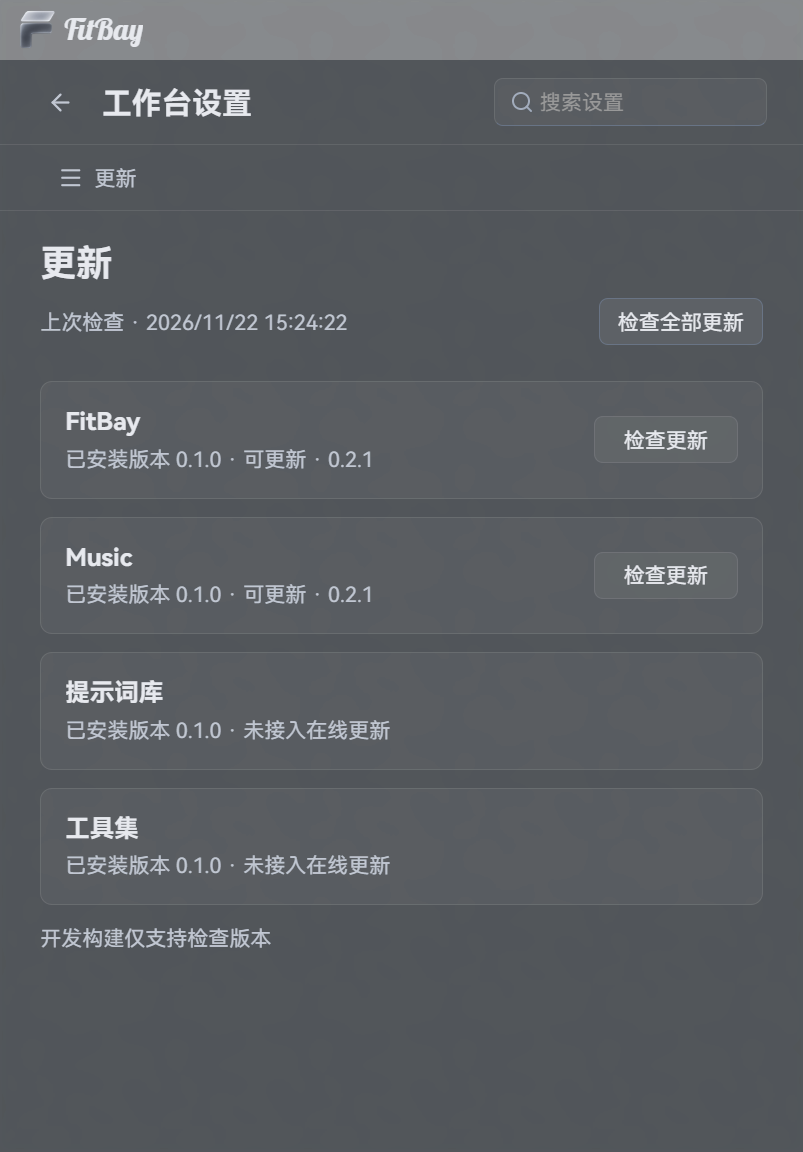 FitBay
工作台设置
搜索设置
更新
更新
上次检查 · 2026/11/22 15:24:22
检查全部更新
FitBay
已安装版本 0.1.0 · 可更新 · 0.2.1
检查更新
Music
已安装版本 0.1.0 · 可更新 · 0.2.1
检查更新
提示词库
已安装版本 0.1.0 · 未接入在线更新
工具集
已安装版本 0.1.0 · 未接入在线更新
开发构建仅支持检查版本